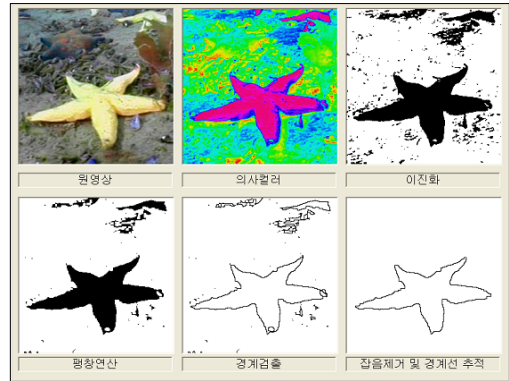 원영상
의사컬러
이진화
팽창연산
경계검출
잡음제거 및 경계선 추적